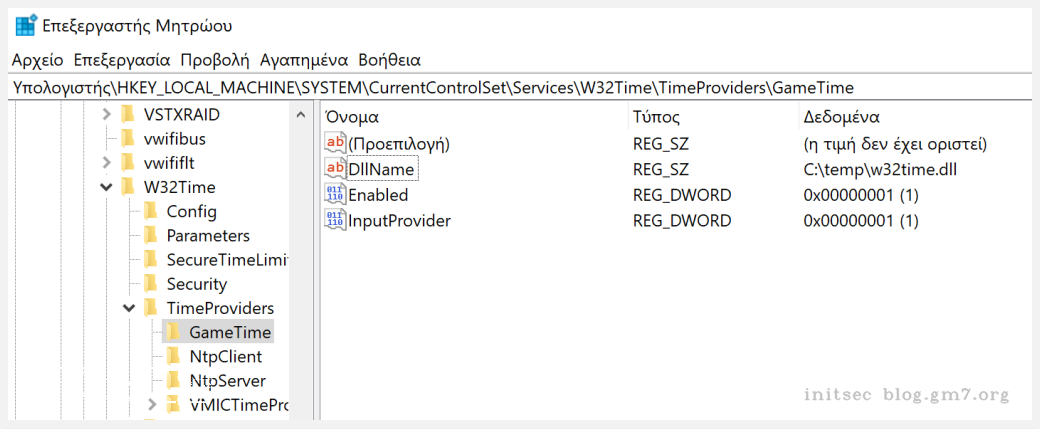 Επεξεργαστής Μητρώου
Αρχείο Επεξεργασία Προβολή Αγαπημένα Βοήθεια
Υπολογιστής\HKEY_LOCAL_MACHINE\SYSTEM\CurrentControlSet\Services\W32Time\TimeProviders\GameTime
VSTXRAID
vwifibus
vwififlt
W32Time
Config
Parameters
SecureTimeLimi
Security
TimeProviders
GameTime
NtpClient
NtpServer
VMICTimePro
Όνομα Τύπος Δεδομένα
(Προεπιλογή) REG_SZ (η τιμή δεν έχει οριστεί)
DllName REG_SZ C:\temp\w32time.dll
Enabled REG_DWORD 0x00000001 (1)
InputProvider REG_DWORD 0x00000001 (1)
initsec blog.gm7.org